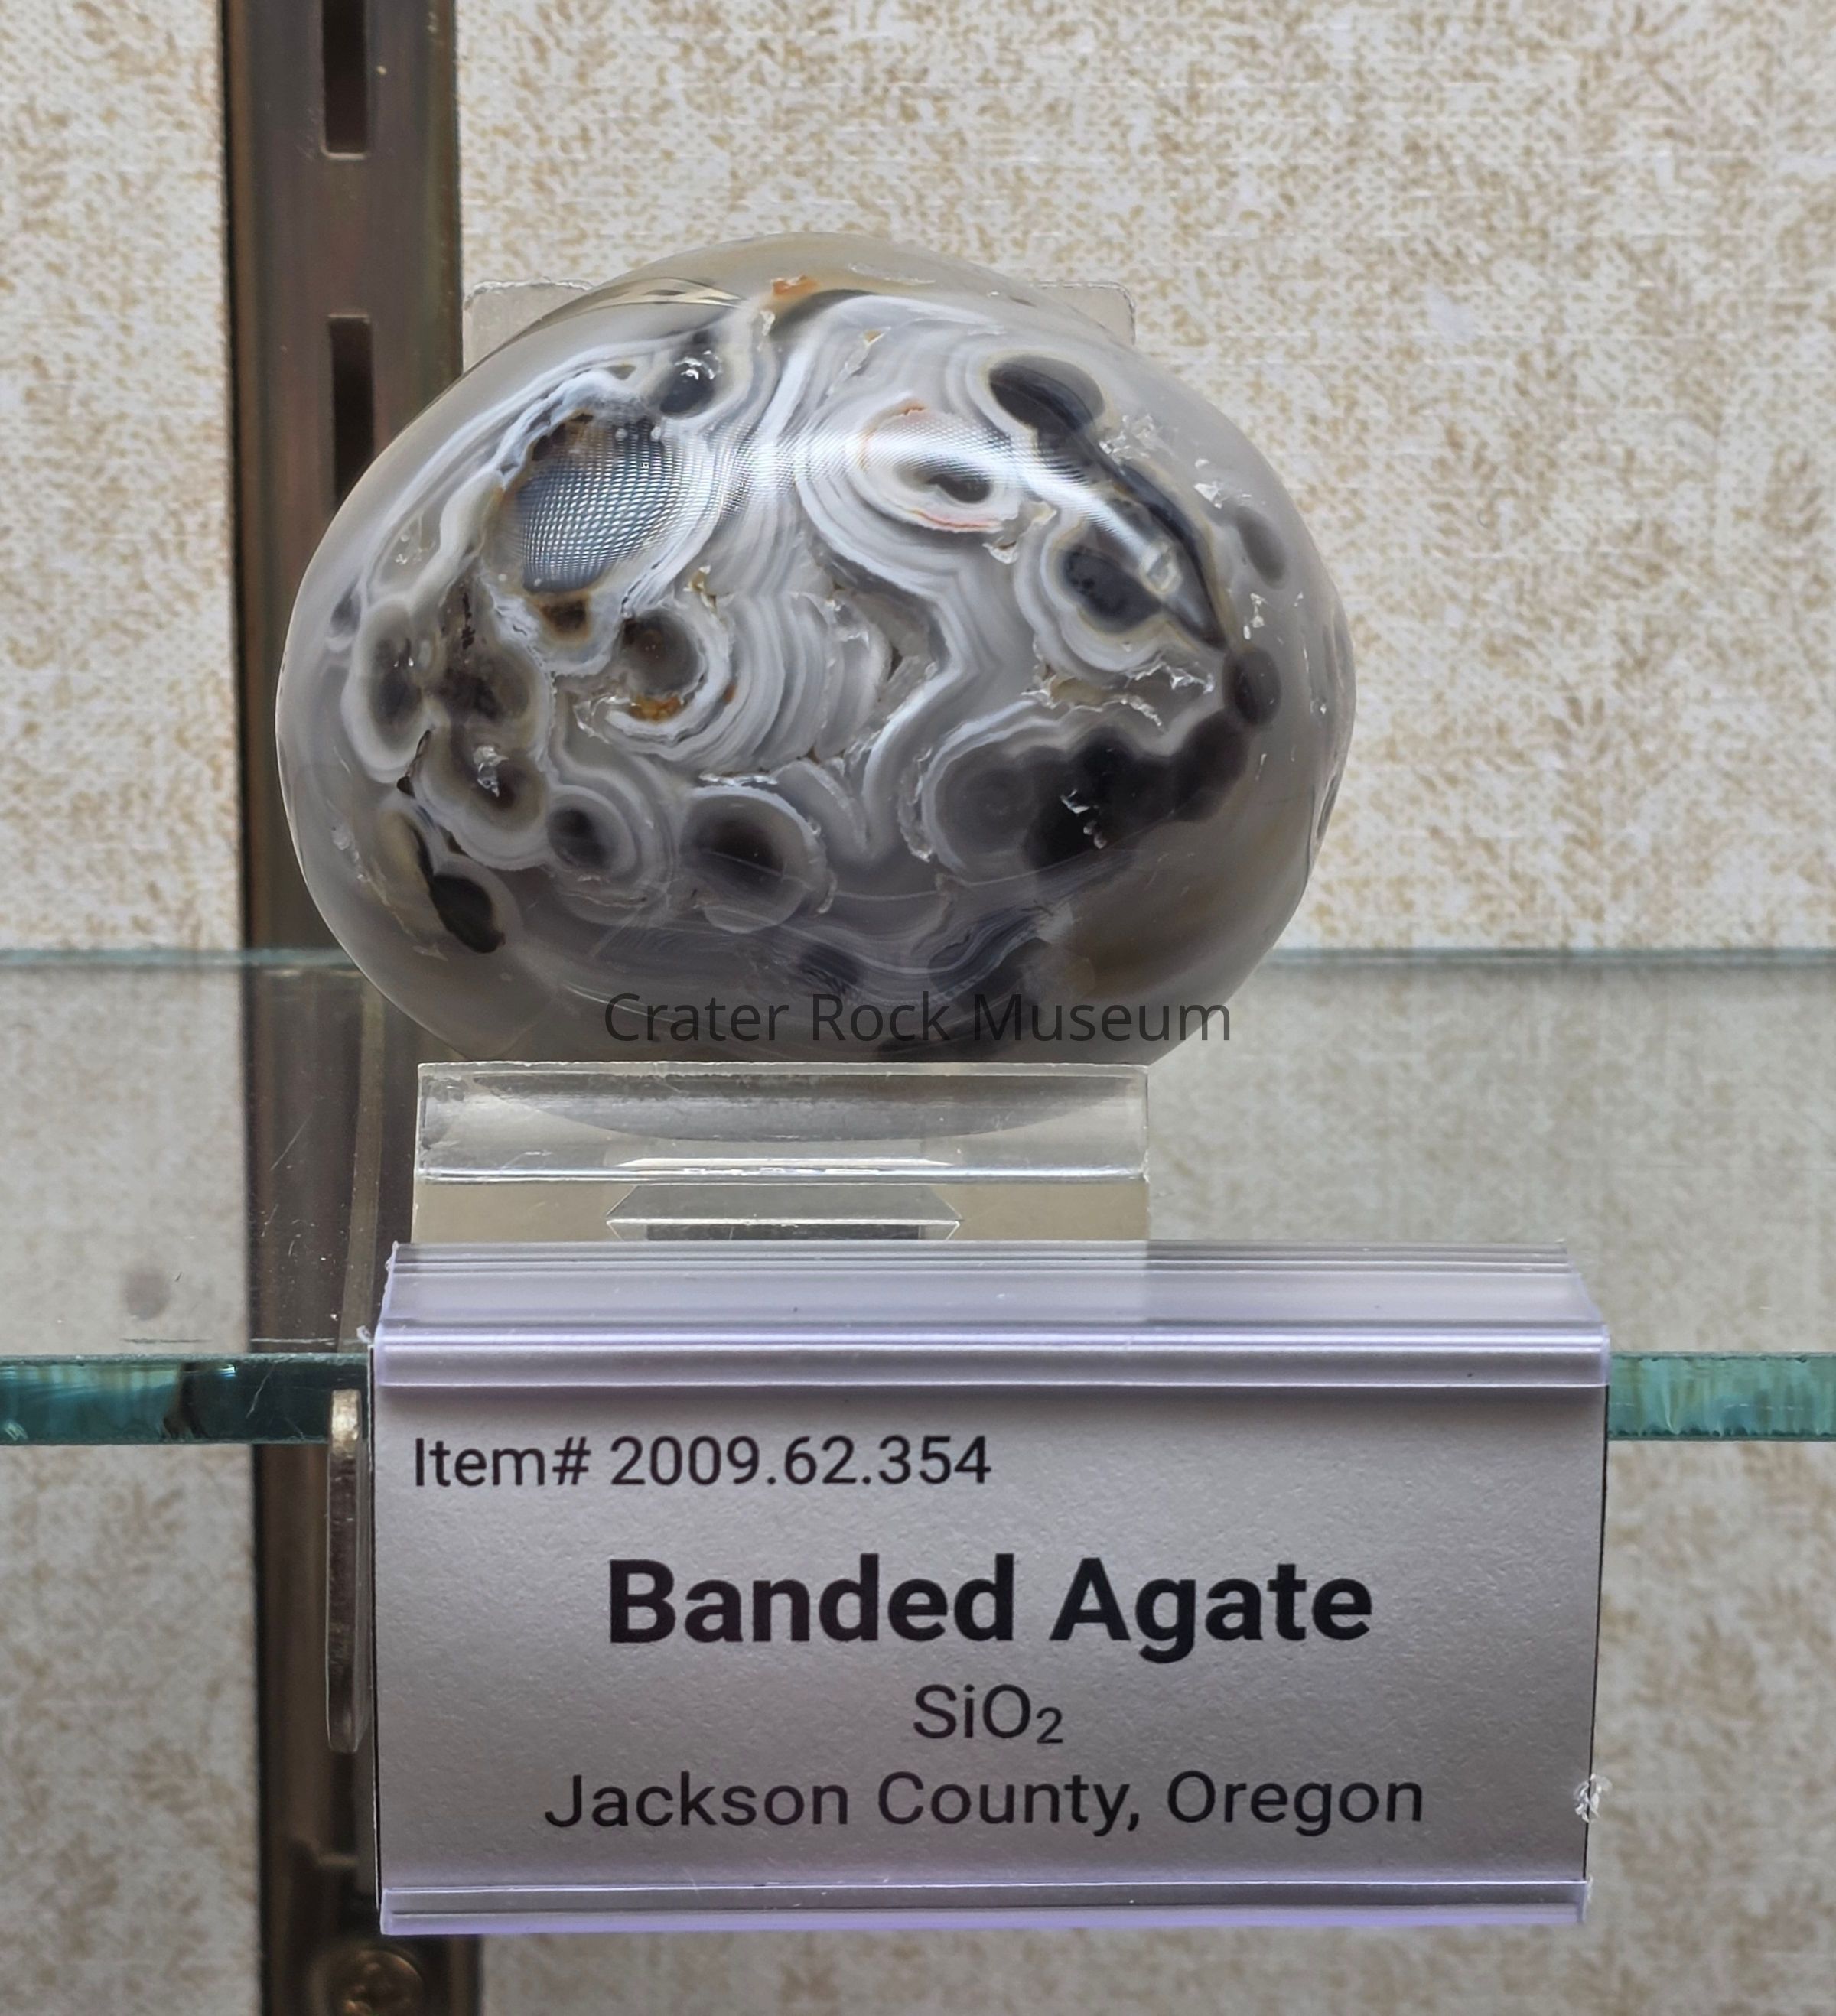 Crater Rock Museum
Item# 2009.62.354
Banded Agate
SiO₂
Jackson County, Oregon